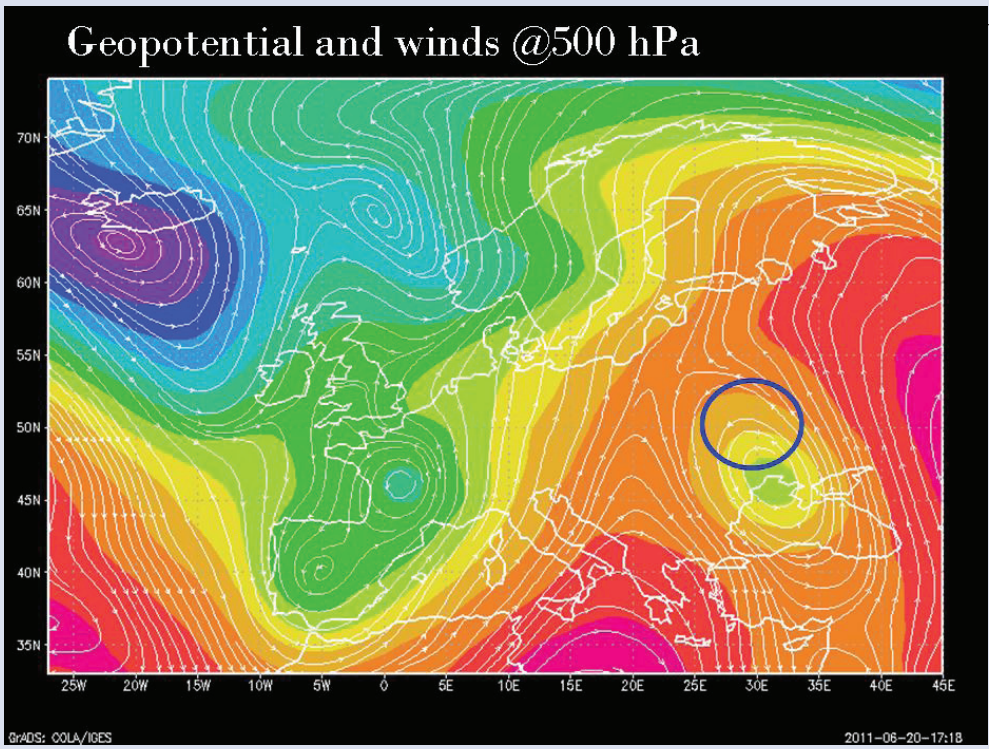 Geopotential and winds @500 hPa
70N
65N
60N
55N
50N
45N
40N
35N
25W 20W 15W 10W 5W 0 5E 10E 15E 20E 25E 30E 35E 40E 45E
GrADS: COLA/IGES 2011-06-20-17:18